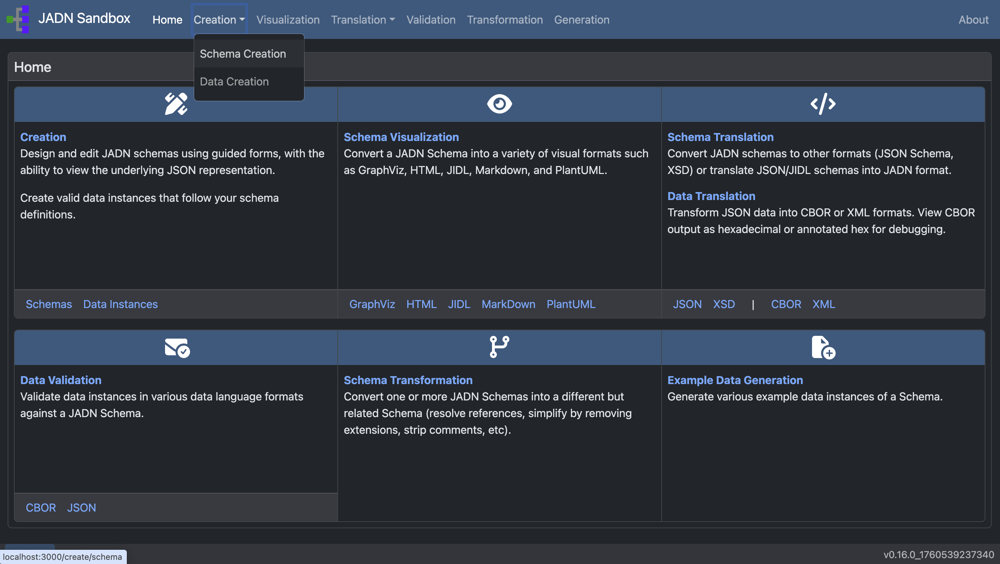 JADN Sandbox
Home
Creation
Visualization
Translation
Validation
Transformation
Generation
About
Schema Creation
Data Creation
Home
Creation
Design and edit JADN schemas using guided forms, with the
ability to view the underlying JSON representation.
Create valid data instances that follow your schema
definitions.
Schemas Data Instances
Schema Visualization
Convert a JADN Schema into a variety of visual formats such
as GraphViz, HTML, JIDL, Markdown, and PlantUML.
GraphViz HTML JIDL MarkDown PlantUML
Schema Translation
Convert JADN schemas to other formats (JSON Schema,
XSD) or translate JSON/JIDL schemas into JADN format.
Data Translation
Transform JSON data into CBOR or XML formats. View CBOR
output as hexadecimal or annotated hex for debugging.
JSON XSD | CBOR XML
Data Validation
Validate data instances in various data language formats
against a JADN Schema.
CBOR JSON
Schema Transformation
Convert one or more JADN Schemas into a different but
related Schema (resolve references, simplify by removing
extensions, strip comments, etc).
Example Data Generation
Generate various example data instances of a Schema.
localhost:3000/create/schema
v0.16.0_1760539237340